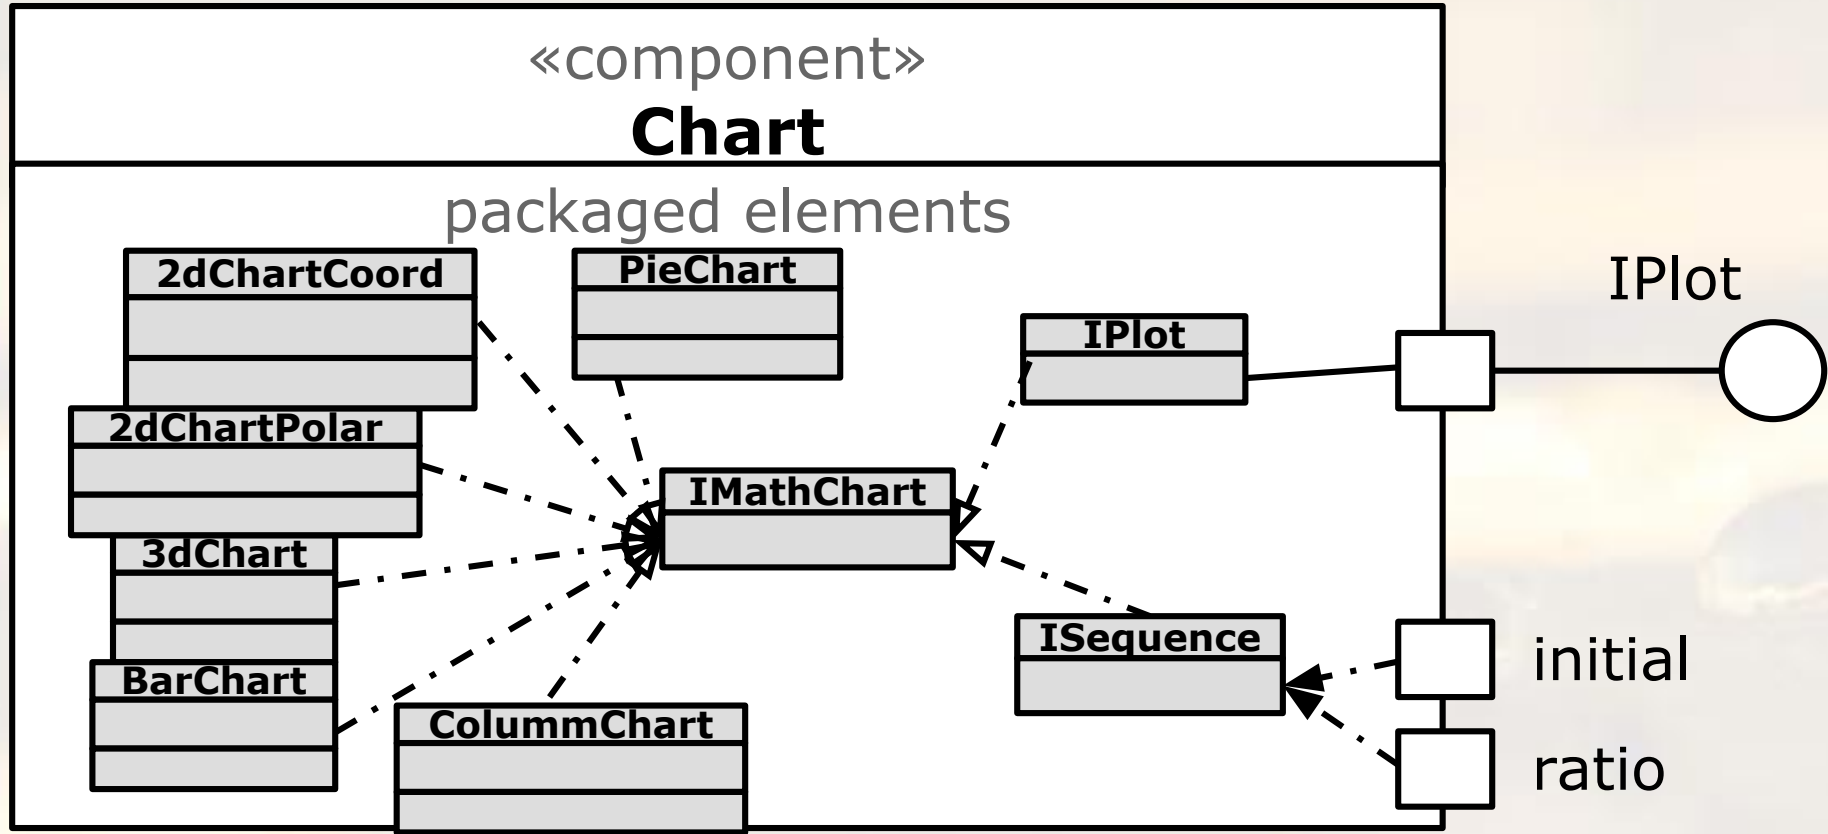 «component»
Chart
packaged elements
2dChartCoord
PieChart
IPlot
IPlot
2dChartPolar
IMathChart
3dChart
ISequence
initial
BarChart
ColummChart
ratio